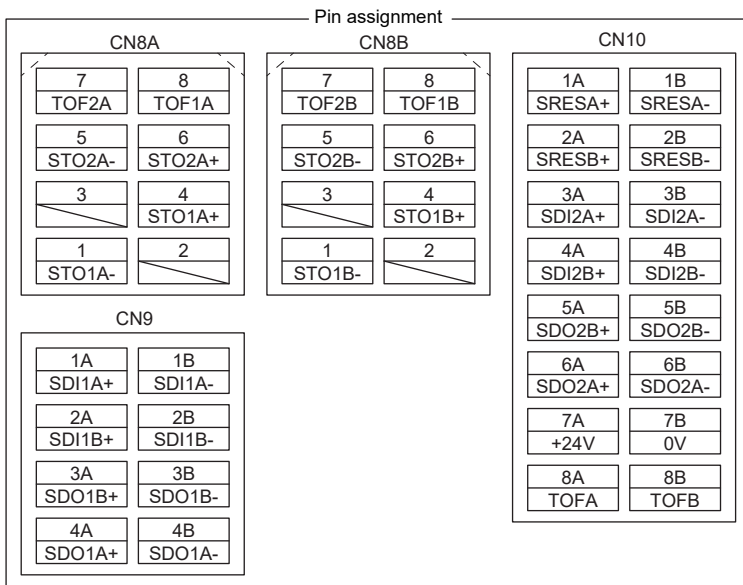 Pin assignment
CN8A
7 8
TOF2A TOF1A
5 6
STO2A- STO2A+
3 4
STO1A+
1 2
STO1A-
CN8B
7 8
TOF2B TOF1B
5 6
STO2B- STO2B+
3 4
STO1B+
1 2
STO1B-
CN10
1A 1B
SRESA+ SRESA-
2A 2B
SRESB+ SRESB-
3A 3B
SDI2A+ SDI2A-
4A 4B
SDI2B+ SDI2B-
5A 5B
SDO2B+ SDO2B-
6A 6B
SDO2A+ SDO2A-
7A 7B
+24V 0V
8A 8B
TOFA TOFB
CN9
1A 1B
SDI1A+ SDI1A-
2A 2B
SDI1B+ SDI1B-
3A 3B
SDO1B+ SDO1B-
4A 4B
SDO1A+ SDO1A-